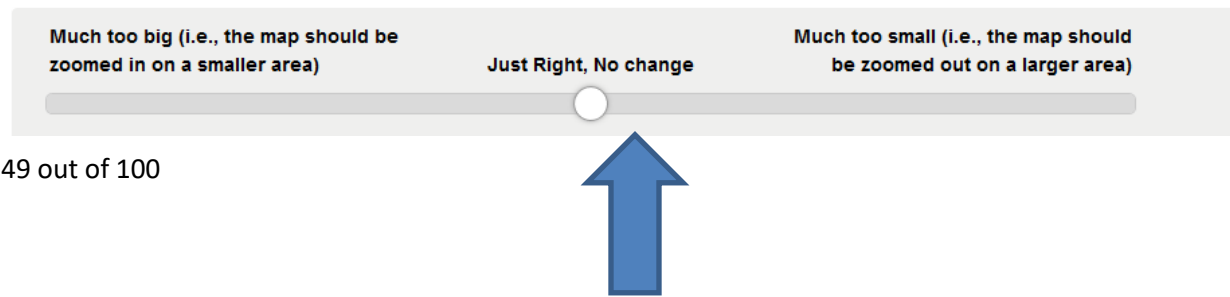 Much too big (i.e., the map should be
zoomed in on a smaller area)
Just Right, No change
Much too small (i.e., the map should
be zoomed out on a larger area)
49 out of 100